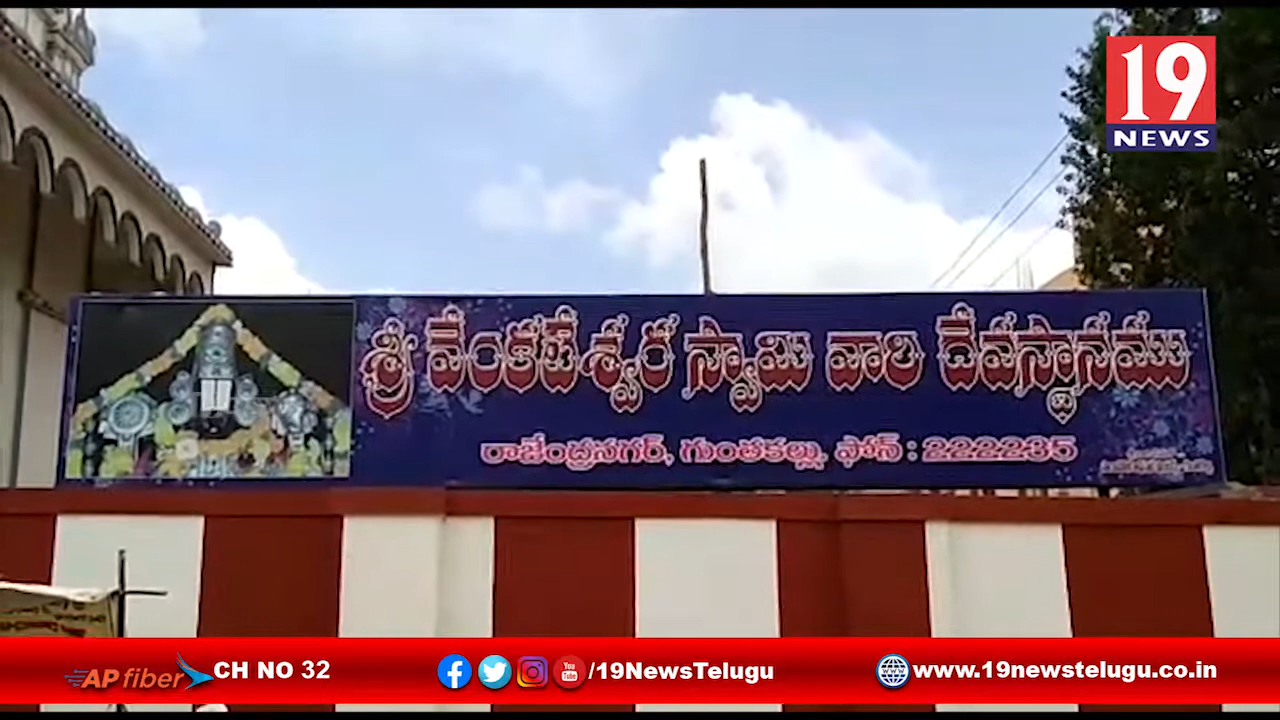 19
NEWS
శ్రీ వేంకటేశ్వర స్వామి వారి దేవస్థానము
రాజేంద్రనగర్, గుంతకల్లు, ఫోన్ : 222235
AP fiber CH NO 32
/19NewsTelugu
www.19newstelugu.co.in